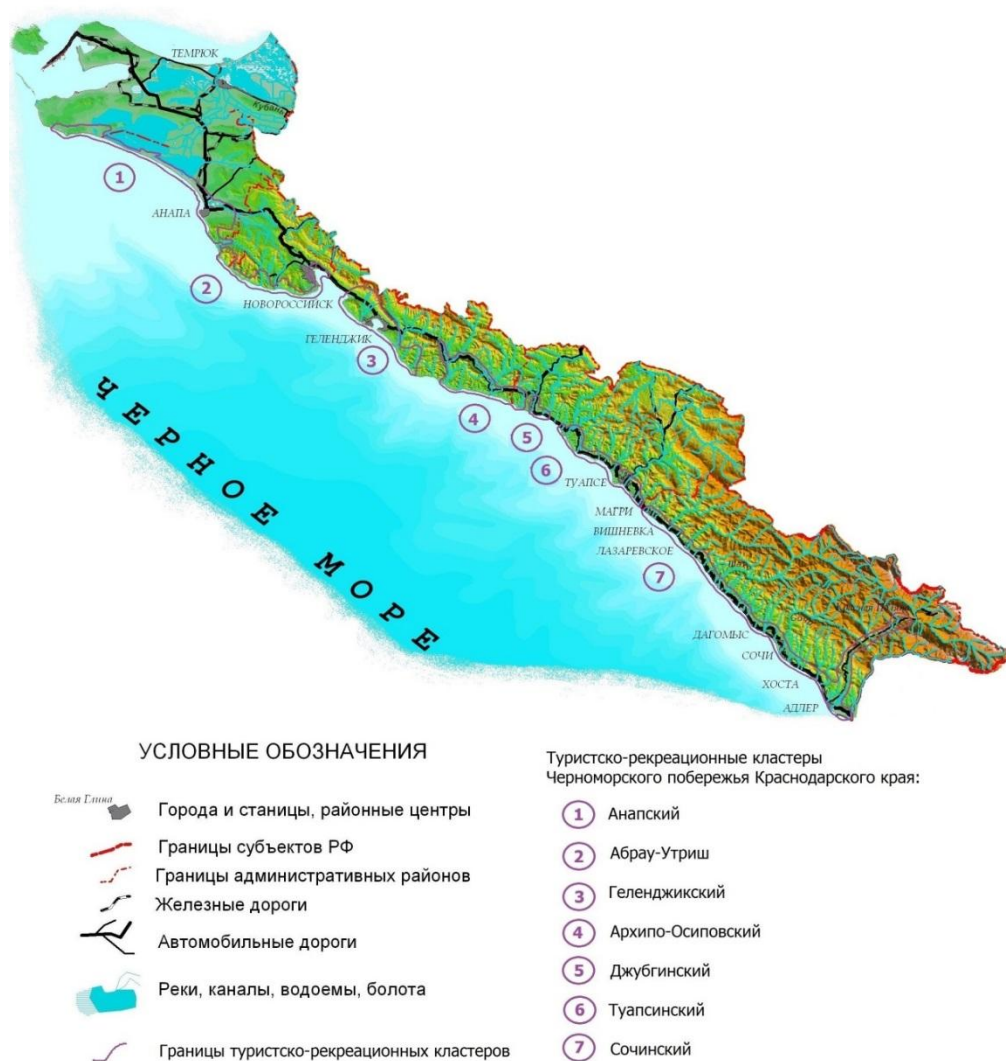 ТЕМРЮК
Кубань
АНАПА
НОВОРОССИЙСК
ГЕЛЕНДЖИК
ТУАПСЕ
МАГРИ
ВИШНЕВКА
ЛАЗАРЕВСКОЕ
ДАГОМЫС
СОЧИ
ХОСТА
АДЛЕР
1
2
3
4
5
6
7
ЧЕРНОЕ МОРЕ
УСЛОВНЫЕ ОБОЗНАЧЕНИЯ
Белая Глина
Города и станицы, районные центры
Границы субъектов РФ
Границы административных районов
Железные дороги
Автомобильные дороги
Реки, каналы, водоемы, болота
Границы туристско-рекреационных кластеров
Туристско-рекреационные кластеры
Черноморского побережья Краснодарского края:
1 Анапский
2 Абрау-Утриш
3 Геленджикский
4 Архипо-Осиповский
5 Джубгинский
6 Туапсинский
7 Сочинский